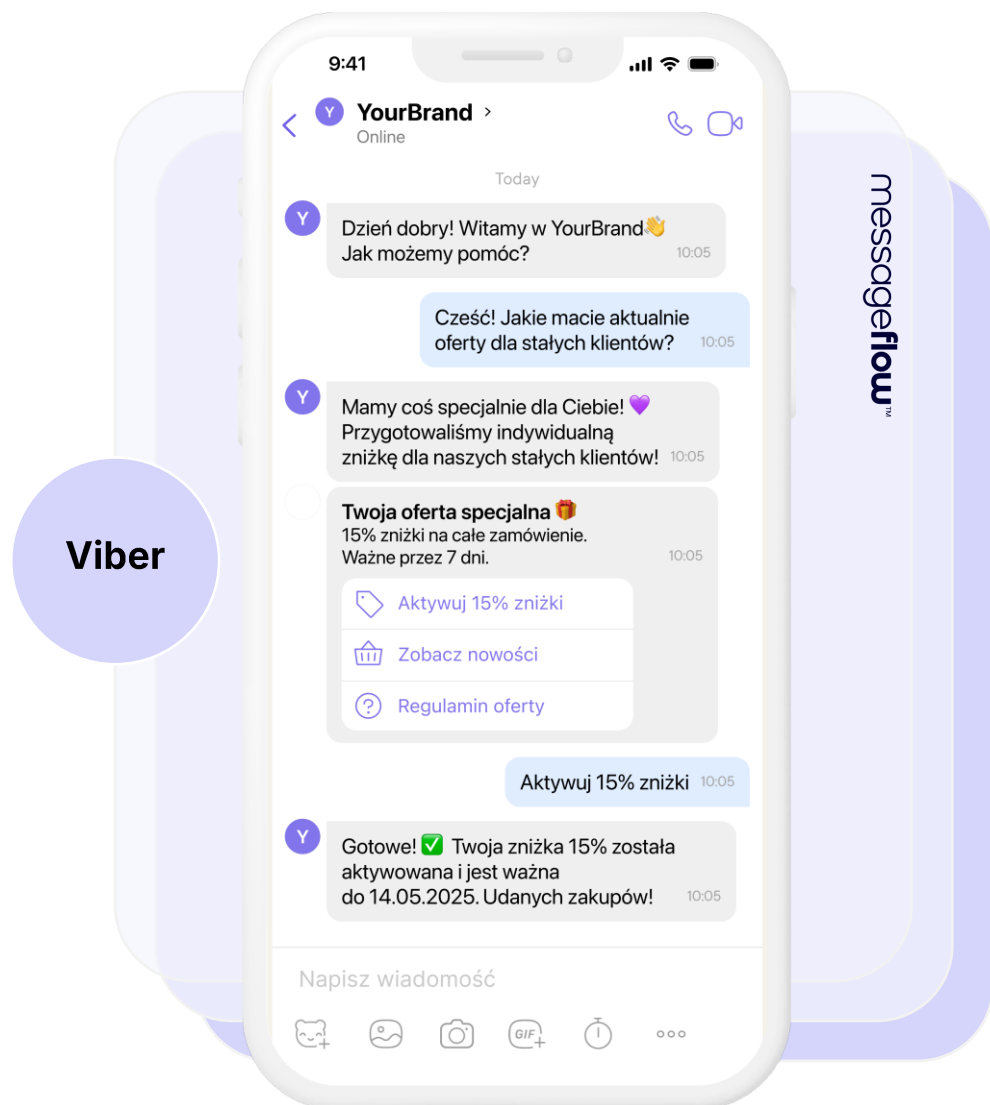 9:41
Y
YourBrand
Online
Today
Y
Dzień dobry! Witamy w YourBrand👋
Jak możemy pomóc?
10:05
Cześć! Jakie macie aktualnie
oferty dla stałych klientów?
10:05
Y
Mamy coś specjalnie dla Ciebie! 💜
Przygotowaliśmy indywidualną
zniżkę dla naszych stałych klientów!
10:05
Twoja oferta specjalna 🎁
15% zniżki na całe zamówienie.
Ważne przez 7 dni.
10:05
Aktywuj 15% zniżki
Zobacz nowości
Regulamin oferty
Aktywuj 15% zniżki
10:05
Y
Gotowe! ✅ Twoja zniżka 15% została
aktywowana i jest ważna
do 14.05.2025. Udanych zakupów!
10:05
Napisz wiadomość
GIF
Viber
messageflow™